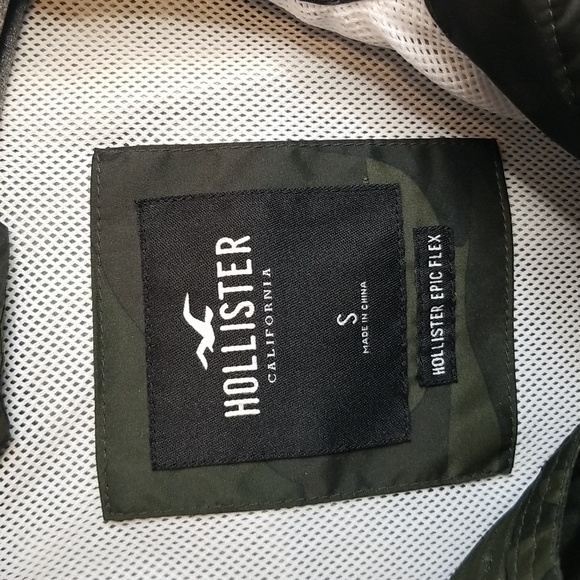 HOLLISTER
CALIFORNIA
S
MADE IN CHINA
HOLLISTER EPIC FLEX